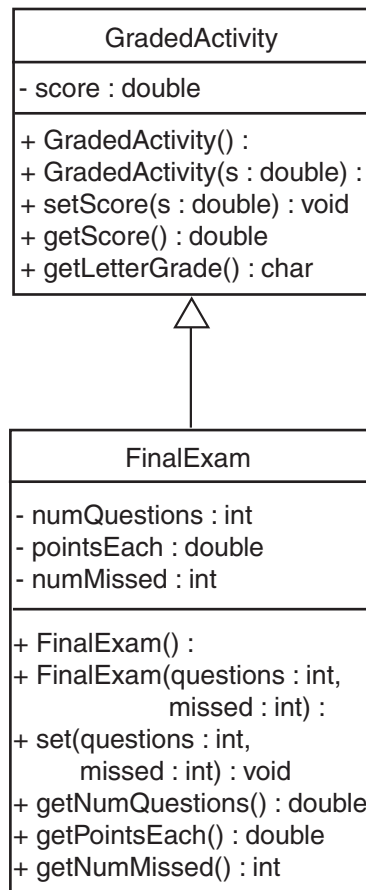 GradedActivity
- score : double
+ GradedActivity() :
+ GradedActivity(s : double) :
+ setScore(s : double) : void
+ getScore() : double
+ getLetterGrade() : char
FinalExam
- numQuestions : int
- pointsEach : double
- numMissed : int
+ FinalExam() :
+ FinalExam(questions : int,
missed : int) :
+ set(questions : int,
missed : int) : void
+ getNumQuestions() : double
+ getPointsEach() : double
+ getNumMissed() : int